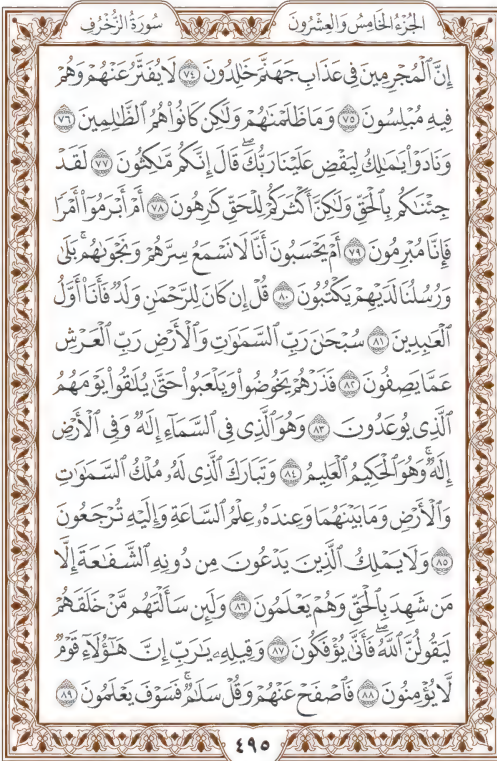 الجُزْءُ الخَامِسُ وَالعِشْرُونَ سُورَةُ الزُّخْرُفِ
إِنَّ ٱلْمُجْرِمِينَ فِى عَذَابِ جَهَنَّمَ خَٰلِدُونَ ٧٤ لَا يُفَتَّرُ عَنْهُمْ وَهُمْ
فِيهِ مُبْلِسُونَ ٧٥ وَمَا ظَلَمْنَٰهُمْ وَلَٰكِن كَانُوا۟ هُمُ ٱلظَّٰلِمِينَ ٧٦
وَنَادَوْا۟ يَٰمَٰلِكُ لِيَقْضِ عَلَيْنَا رَبُّكَ ۖ قَالَ إِنَّكُم مَّٰكِثُونَ ٧٧ لَقَدْ
جِئْنَٰكُم بِٱلْحَقِّ وَلَٰكِنَّ أَكْثَرَكُمْ لِلْحَقِّ كَٰرِهُونَ ٧٨ أَمْ أَبْرَمُوٓا۟ أَمْرًا
فَإِنَّا مُبْرِمُونَ ٧٩ أَمْ يَحْسَبُونَ أَنَّا لَا نَسْمَعُ سِرَّهُمْ وَنَجْوَىٰهُم ۚ بَلَىٰ
وَرُسُلُنَا لَدَيْهِمْ يَكْتُبُونَ ٨٠ قُلْ إِن كَانَ لِلرَّحْمَٰنِ وَلَدٌ فَأَنَا۠ أَوَّلُ
ٱلْعَٰبِدِينَ ٨١ سُبْحَٰنَ رَبِّ ٱلسَّمَٰوَٰتِ وَٱلْأَرْضِ رَبِّ ٱلْعَرْشِ
عَمَّا يَصِفُونَ ٨٢ فَذَرْهُمْ يَخُوضُوا۟ وَيَلْعَبُوا۟ حَتَّىٰ يُلَٰقُوا۟ يَوْمَهُمُ
ٱلَّذِى يُوعَدُونَ ٨٣ وَهُوَ ٱلَّذِى فِى ٱلسَّمَآءِ إِلَٰهٌ وَفِى ٱلْأَرْضِ
إِلَٰهٌ ۚ وَهُوَ ٱلْحَكِيمُ ٱلْعَلِيمُ ٨٤ وَتَبَارَكَ ٱلَّذِى لَهُۥ مُلْكُ ٱلسَّمَٰوَٰتِ
وَٱلْأَرْضِ وَمَا بَيْنَهُمَا وَعِندَهُۥ عِلْمُ ٱلسَّاعَةِ وَإِلَيْهِ تُرْجَعُونَ
٨٥ وَلَا يَمْلِكُ ٱلَّذِينَ يَدْعُونَ مِن دُونِهِ ٱلشَّفَٰعَةَ إِلَّا
مَن شَهِدَ بِٱلْحَقِّ وَهُمْ يَعْلَمُونَ ٨٦ وَلَئِن سَأَلْتَهُم مَّنْ خَلَقَهُمْ
لَيَقُولُنَّ ٱللَّهُ ۖ فَأَنَّىٰ يُؤْفَكُونَ ٨٧ وَقِيلِهِۦ يَٰرَبِّ إِنَّ هَٰٓؤُلَآءِ قَوْمٌ
لَّا يُؤْمِنُونَ ٨٨ فَٱصْفَحْ عَنْهُمْ وَقُلْ سَلَٰمٌ ۚ فَسَوْفَ يَعْلَمُونَ ٨٩
٤٩٥